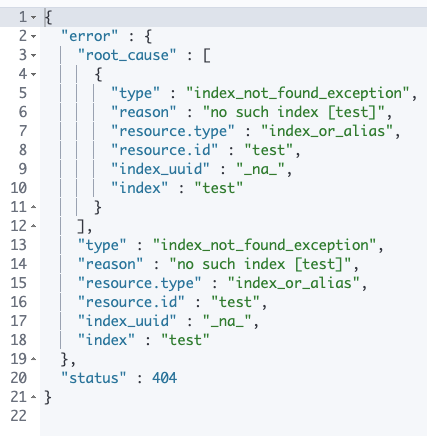 1 {
2 "error" : {
3 "root_cause" : [
4 {
5 "type" : "index_not_found_exception",
6 "reason" : "no such index [test]",
7 "resource.type" : "index_or_alias",
8 "resource.id" : "test",
9 "index_uuid" : "_na_",
10 "index" : "test"
11 }
12 ],
13 "type" : "index_not_found_exception",
14 "reason" : "no such index [test]",
15 "resource.type" : "index_or_alias",
16 "resource.id" : "test",
17 "index_uuid" : "_na_",
18 "index" : "test"
19 },
20 "status" : 404
21 }
22